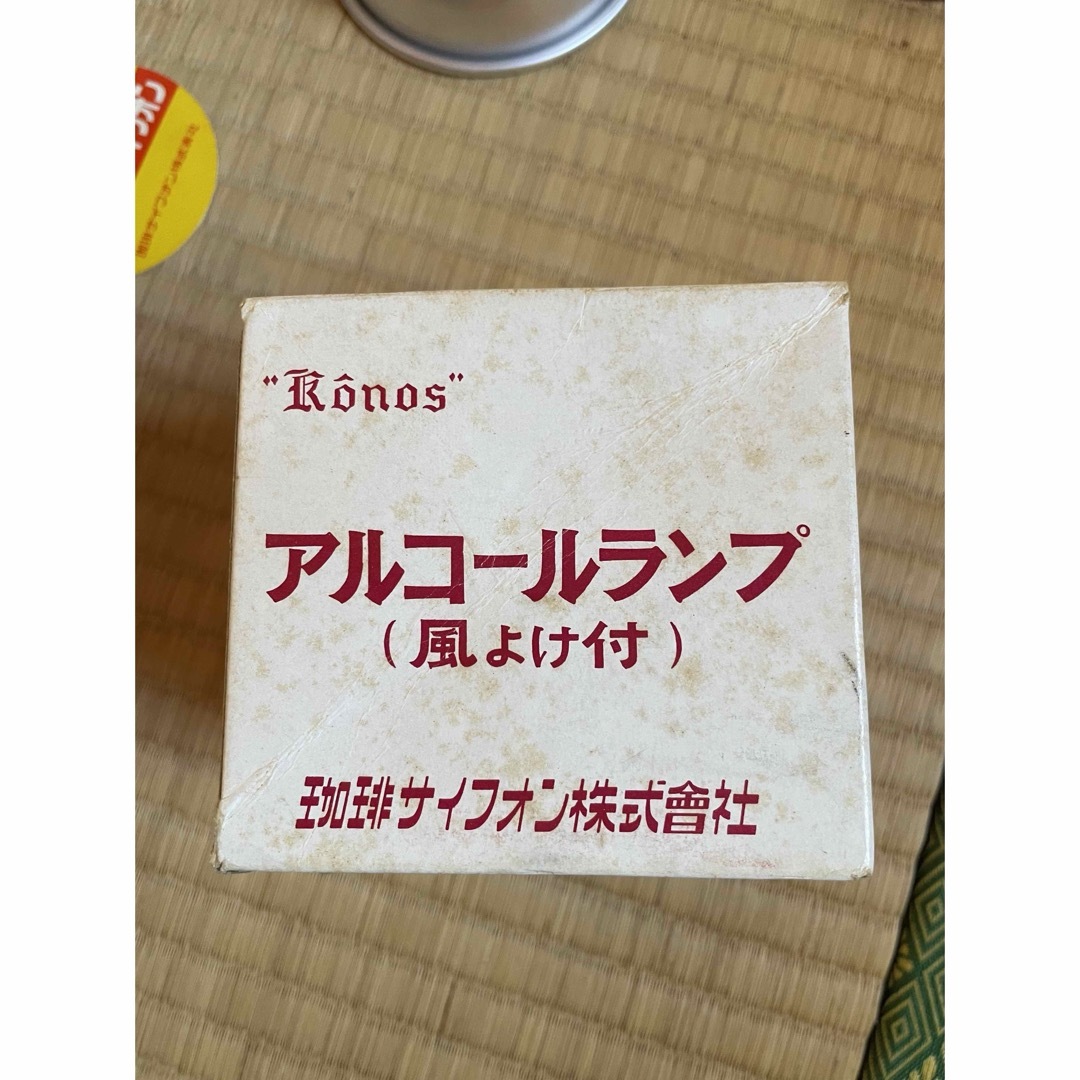 "Kônos"
アルコールランプ
(風よけ付)
珈琲サイフオン株式會社